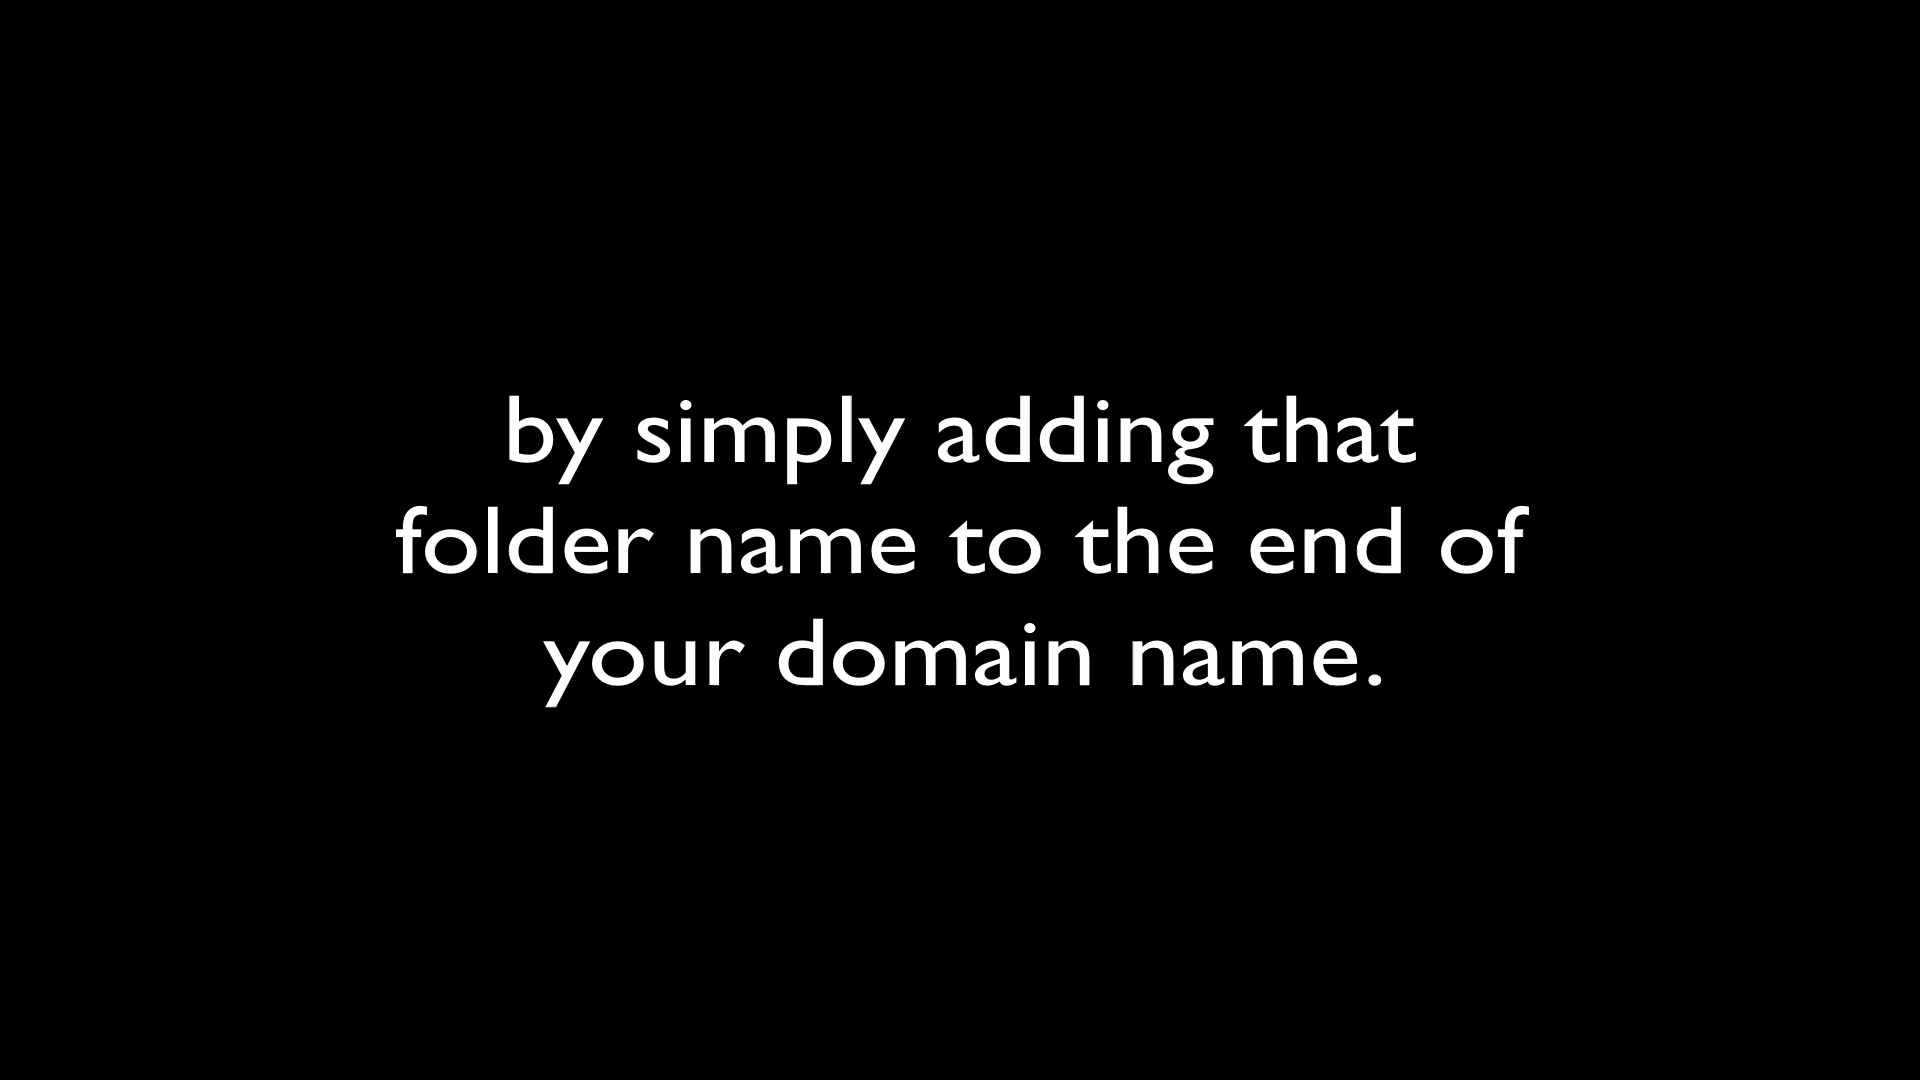 by simply adding that
folder name to the end of
your domain name.